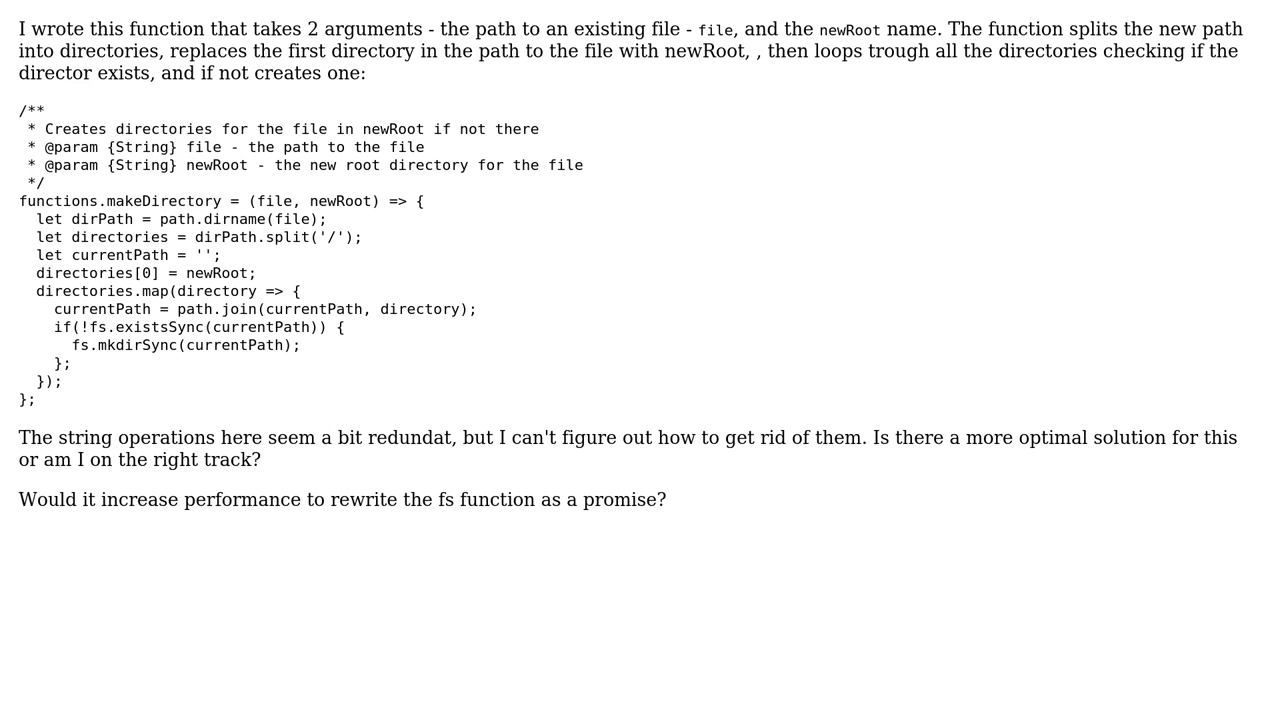 I wrote this function that takes 2 arguments - the path to an existing file - file, and the newRoot name. The function splits the new path
into directories, replaces the first directory in the path to the file with newRoot, , then loops trough all the directories checking if the
director exists, and if not creates one:
/**
 * Creates directories for the file in newRoot if not there
 * @param {String} file - the path to the file
 * @param {String} newRoot - the new root directory for the file
 */
functions.makeDirectory = (file, newRoot) => {
  let dirPath = path.dirname(file);
  let directories = dirPath.split('/');
  let currentPath = '';
  directories[0] = newRoot;
  directories.map(directory => {
    currentPath = path.join(currentPath, directory);
    if(!fs.existsSync(currentPath)) {
      fs.mkdirSync(currentPath);
    };
  });
};
The string operations here seem a bit redundat, but I can't figure out how to get rid of them. Is there a more optimal solution for this
or am I on the right track?
Would it increase performance to rewrite the fs function as a promise?